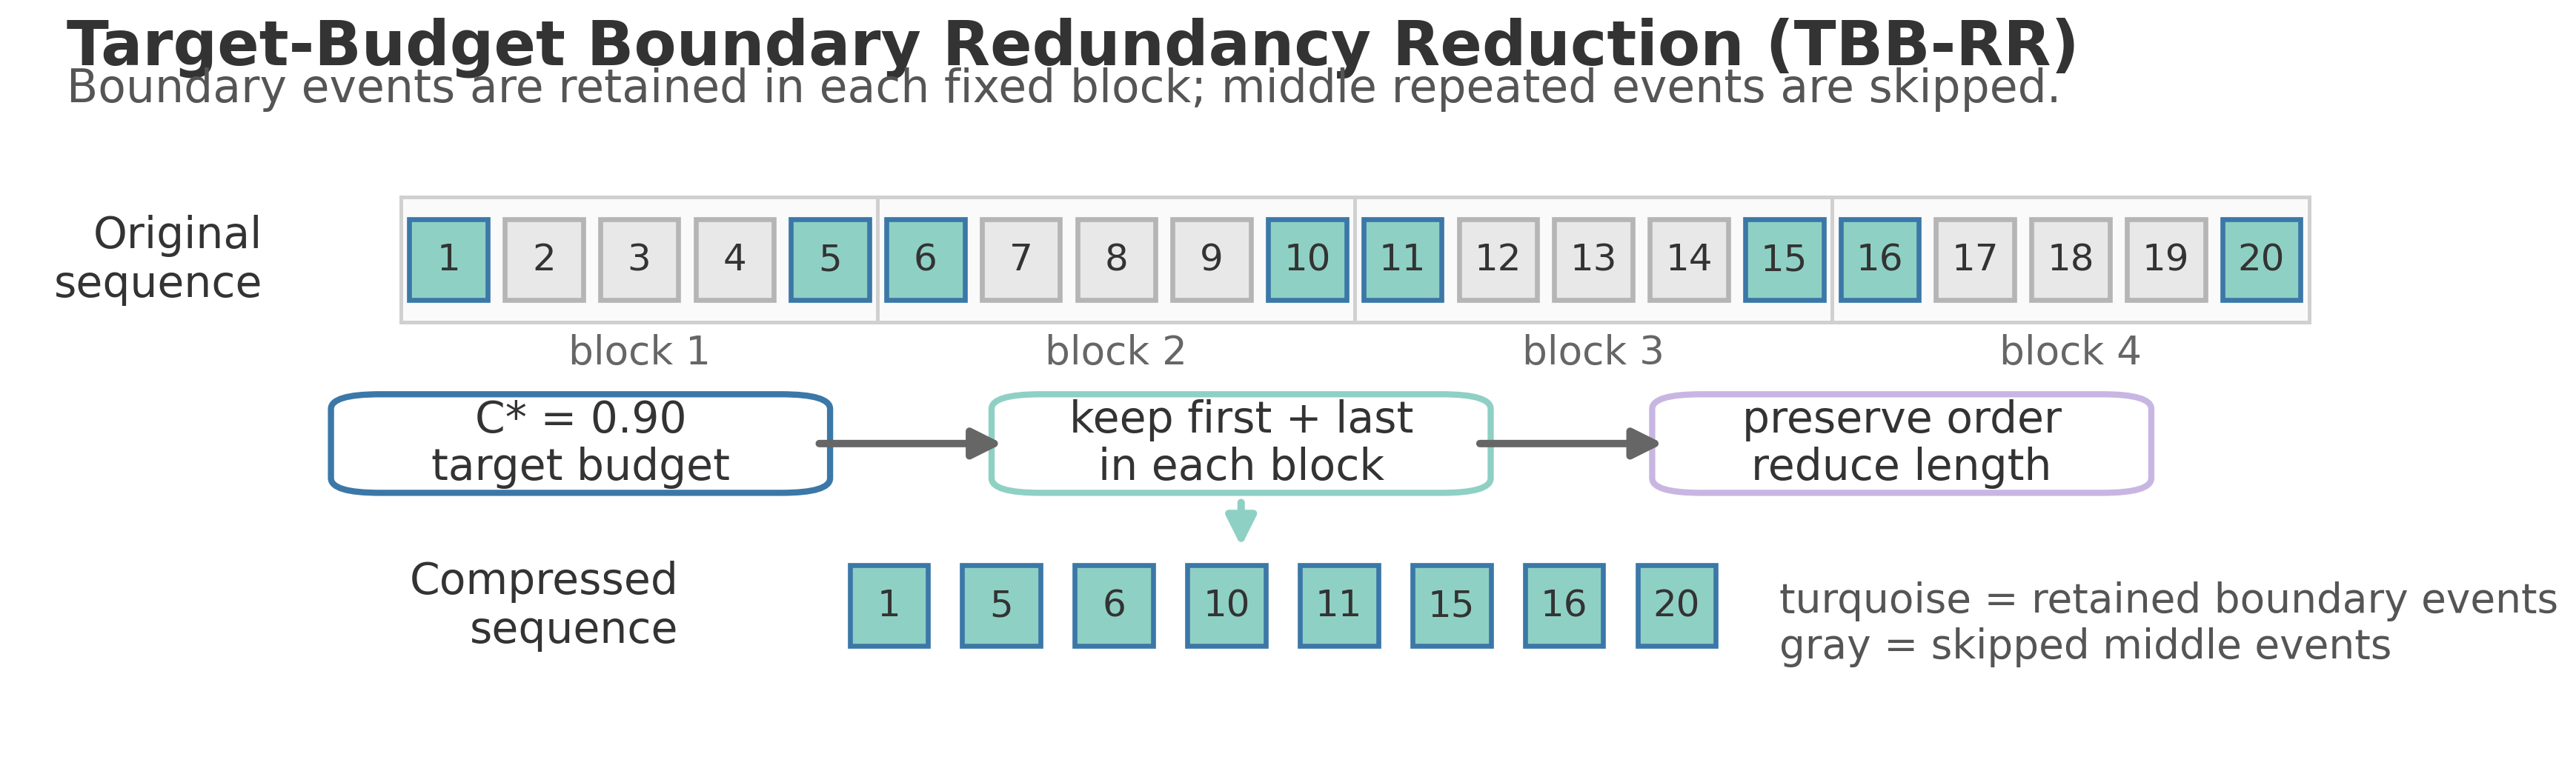 Target-Budget Boundary Redundancy Reduction (TBB-RR)
Boundary events are retained in each fixed block; middle repeated events are skipped.
Original
sequence
1 2 3 4 5 6 7 8 9 10 11 12 13 14 15 16 17 18 19 20
block 1 block 2 block 3 block 4
C* = 0.90
target budget
keep first + last
in each block
preserve order
reduce length
Compressed
sequence
1 5 6 10 11 15 16 20
turquoise = retained boundary events
gray = skipped middle events